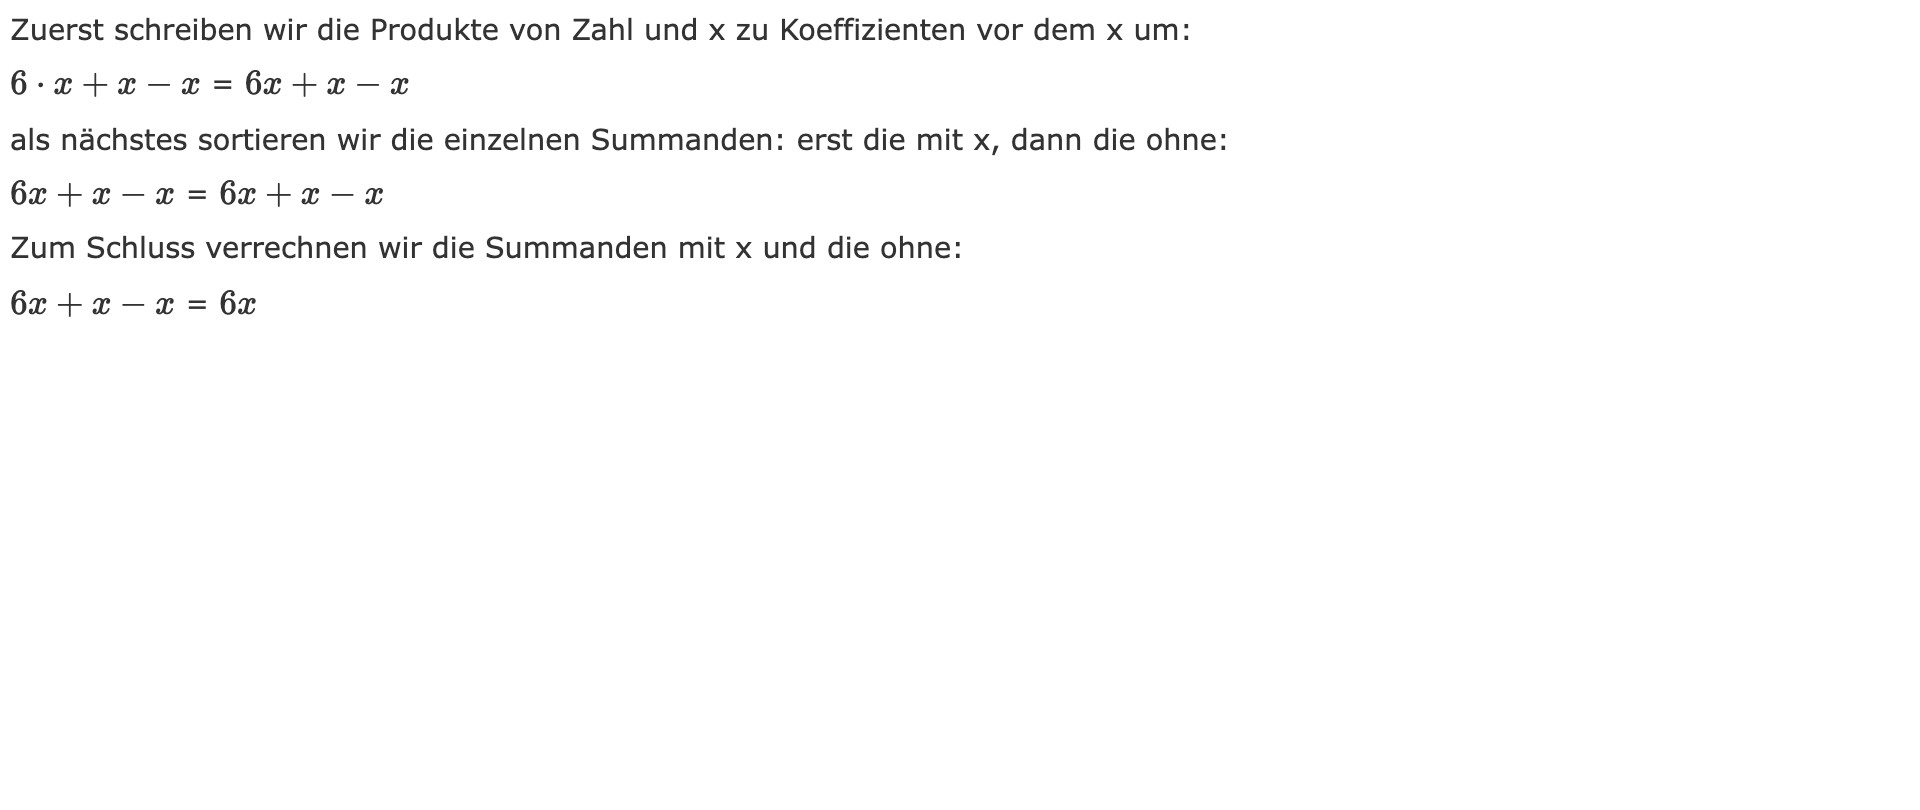 Zuerst schreiben wir die Produkte von Zahl und x zu Koeffizienten vor dem x um:
6 · x + x − x = 6x + x − x
als nächstes sortieren wir die einzelnen Summanden: erst die mit x, dann die ohne:
6x + x − x = 6x + x − x
Zum Schluss verrechnen wir die Summanden mit x und die ohne:
6x + x − x = 6x